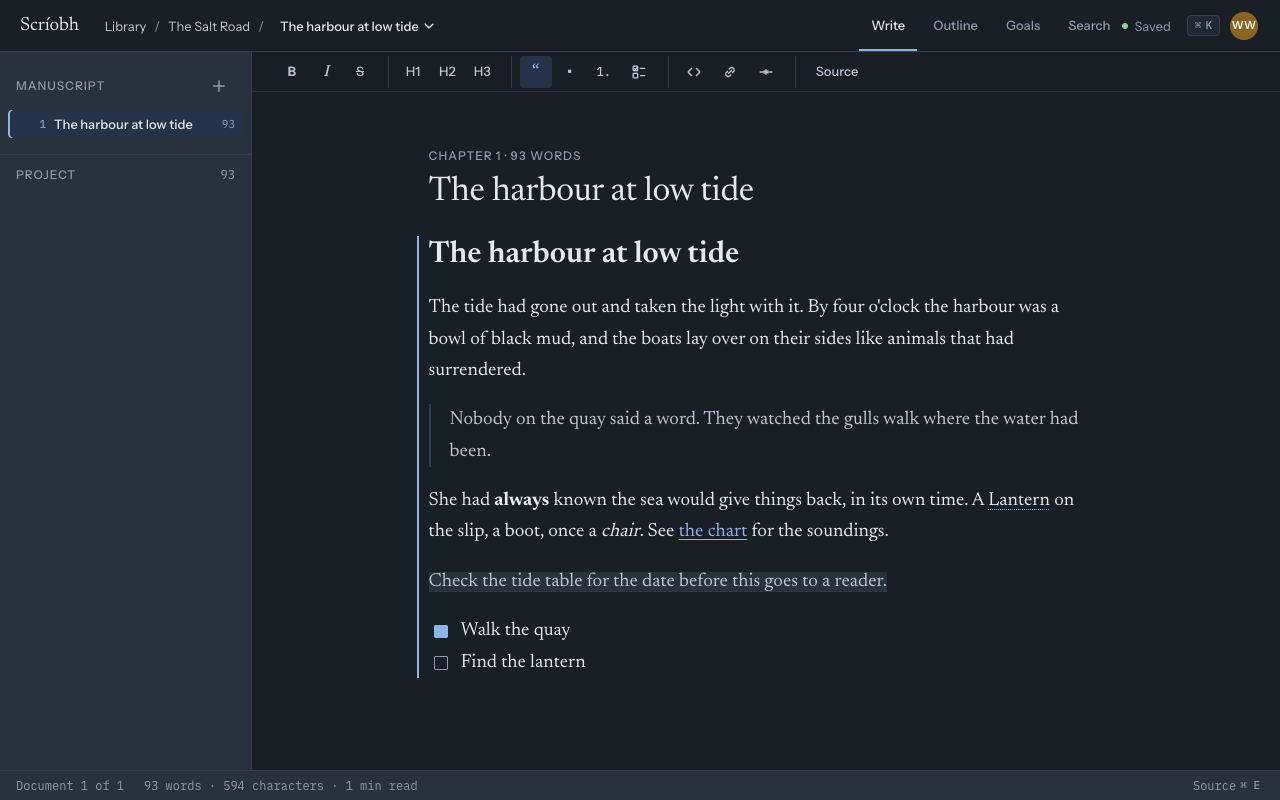 Scríobh
Library / The Salt Road / The harbour at low tide
Write Outline Goals Search Saved ⌘ K WW
B I S H1 H2 H3 “ ▪ 1. Source
MANUSCRIPT
1 The harbour at low tide 93
PROJECT 93
CHAPTER 1 · 93 WORDS
The harbour at low tide
The harbour at low tide
The tide had gone out and taken the light with it. By four o'clock the harbour was a
bowl of black mud, and the boats lay over on their sides like animals that had
surrendered.
Nobody on the quay said a word. They watched the gulls walk where the water had
been.
She had always known the sea would give things back, in its own time. A Lantern on
the slip, a boot, once a chair. See the chart for the soundings.
Check the tide table for the date before this goes to a reader.
Walk the quay
Find the lantern
Document 1 of 1 93 words · 594 characters · 1 min read
Source ⌘ E